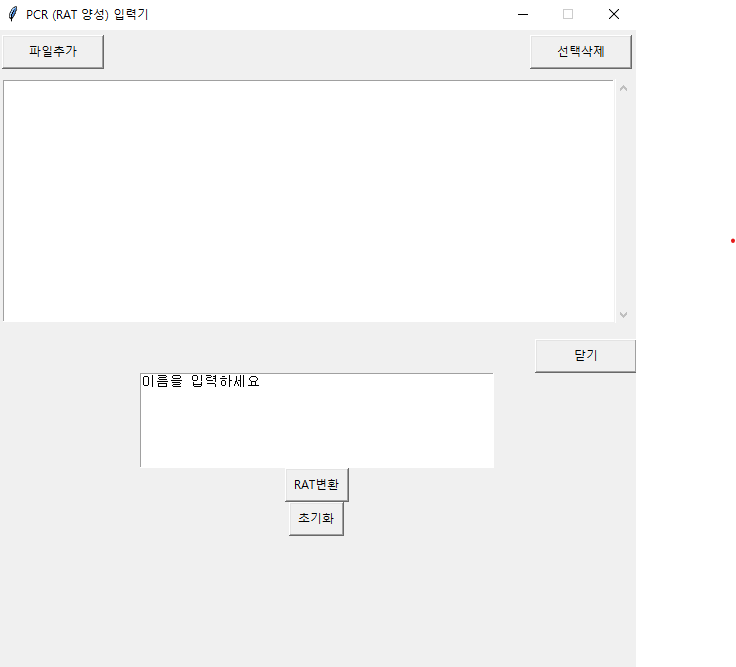 PCR (RAT 양성) 입력기
파일추가
선택삭제
닫기
이름을 입력하세요
RAT변환
초기화